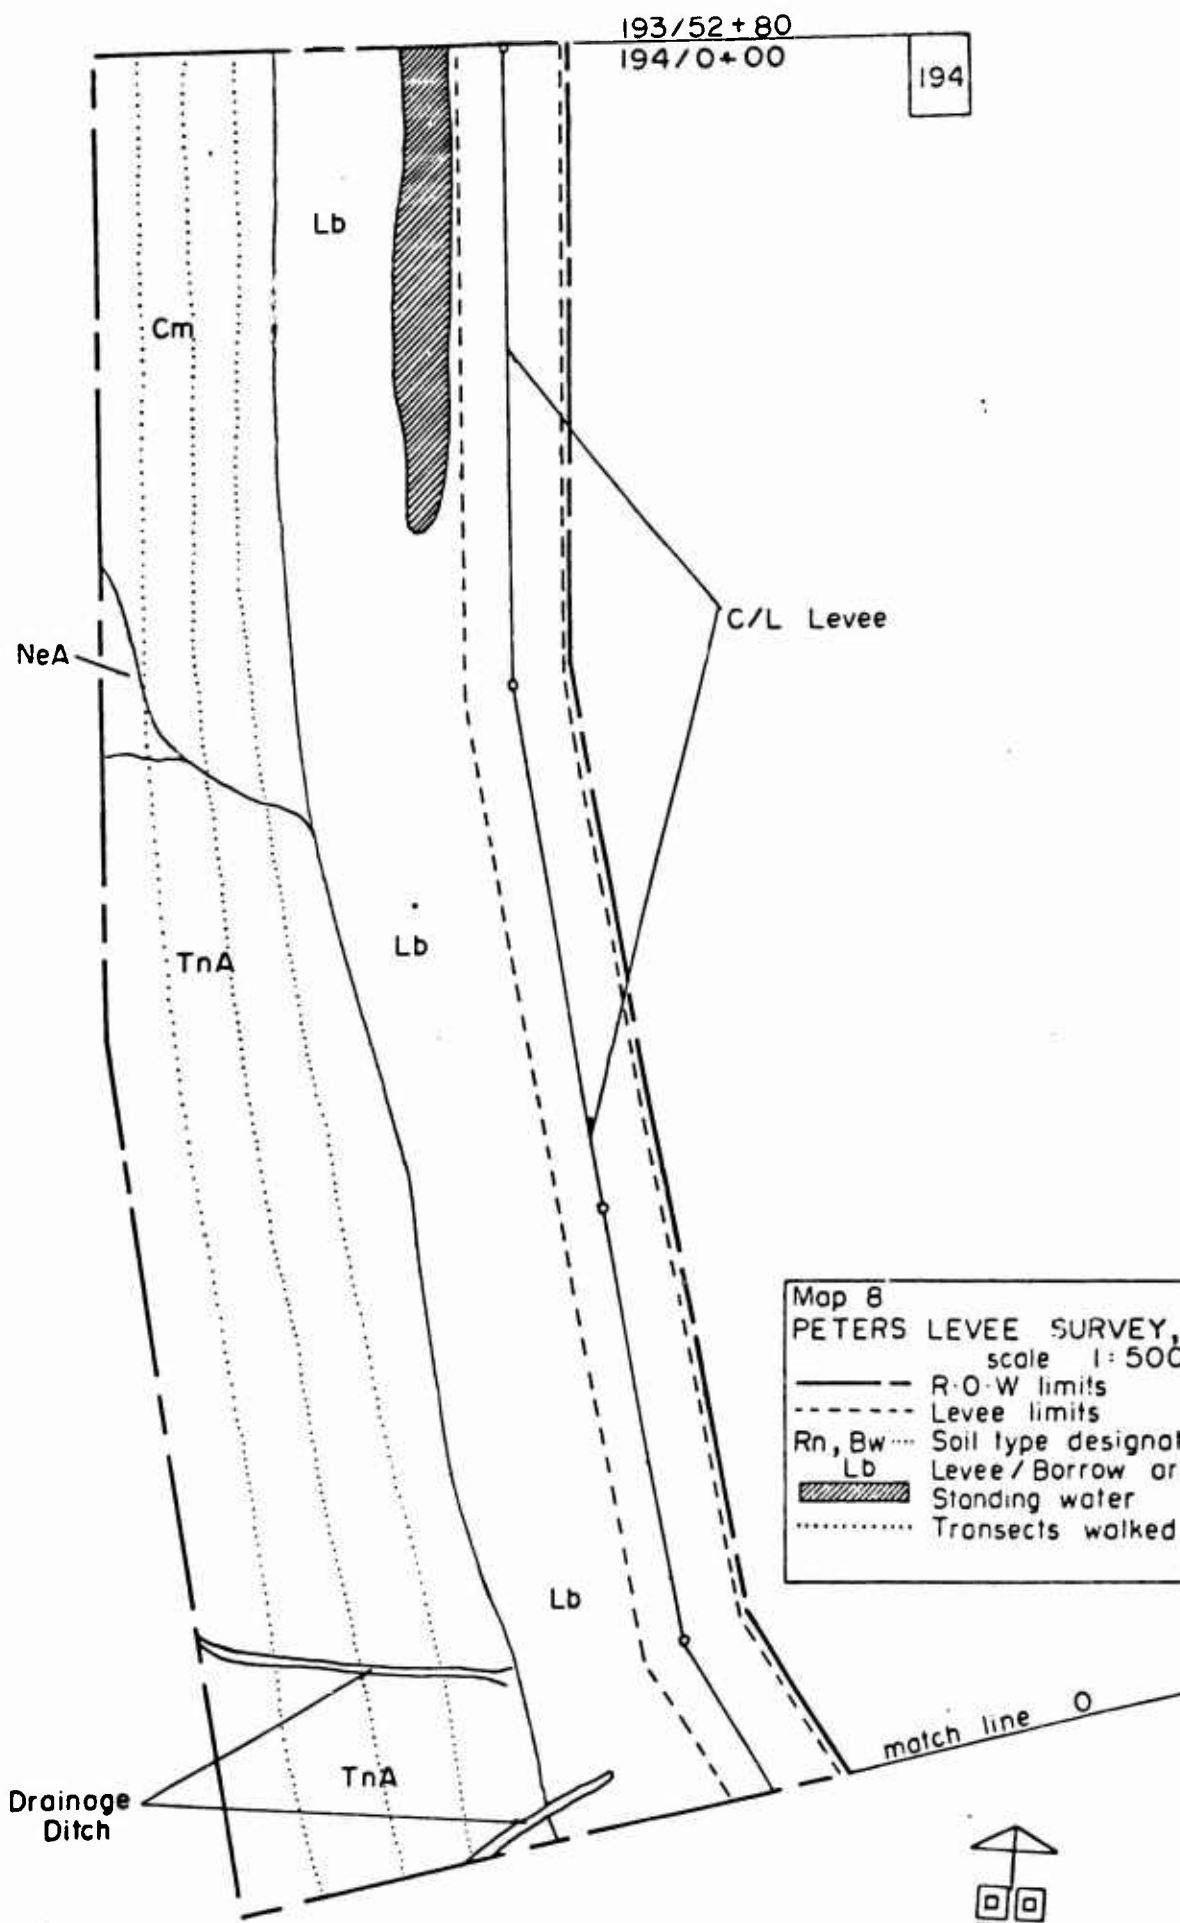 193/52+80
194/0+00
194
Lb
Cm
C/L Levee
NeA
Lb
TnA
Map 8
PETERS LEVEE SURVEY,
scale 1:500
R.O.W limits
Levee limits
Rn, Bw.... Soil type designat
Lb Levee/Borrow ar
Standing water
Transects walked
Lb
match line O
TnA
Drainage
Ditch